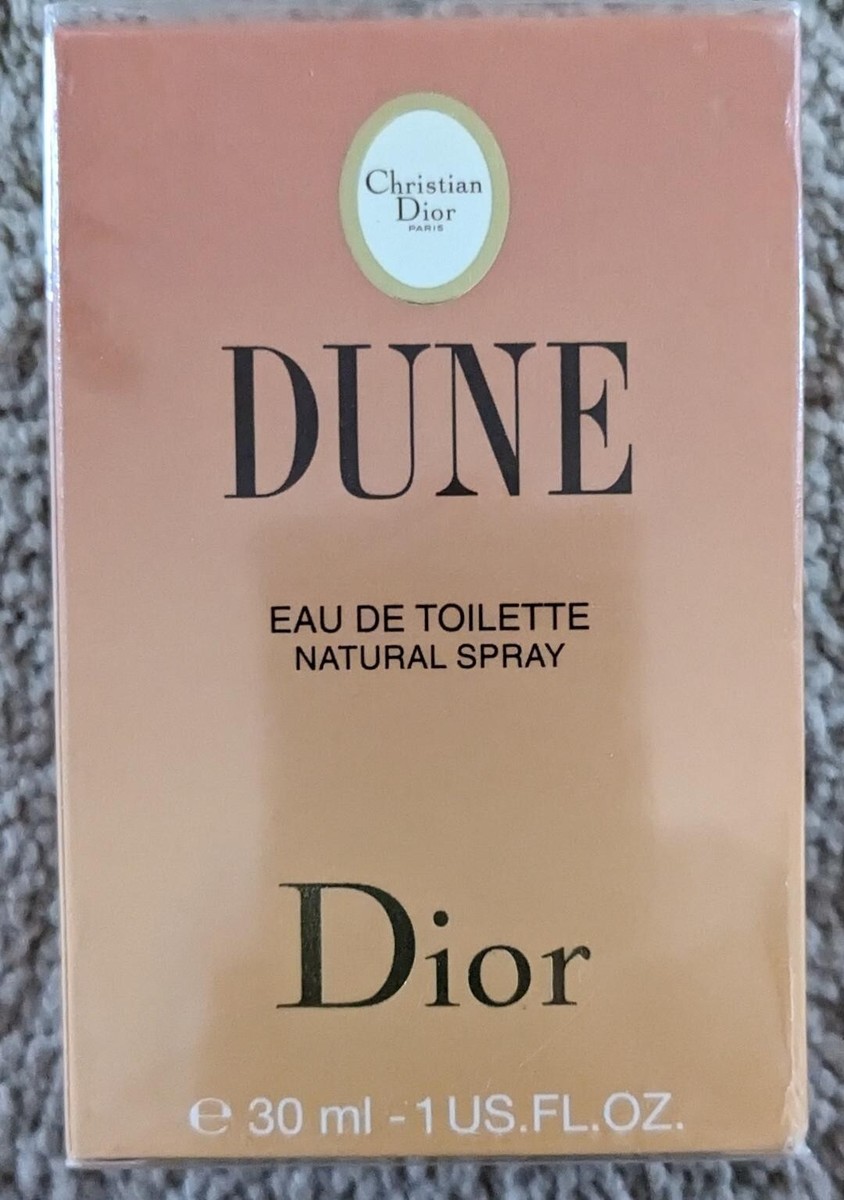 Christian
Dior
PARIS
DUNE
EAU DE TOILETTE
NATURAL SPRAY
Dior
℮ 30 ml - 1 US.FL.OZ.